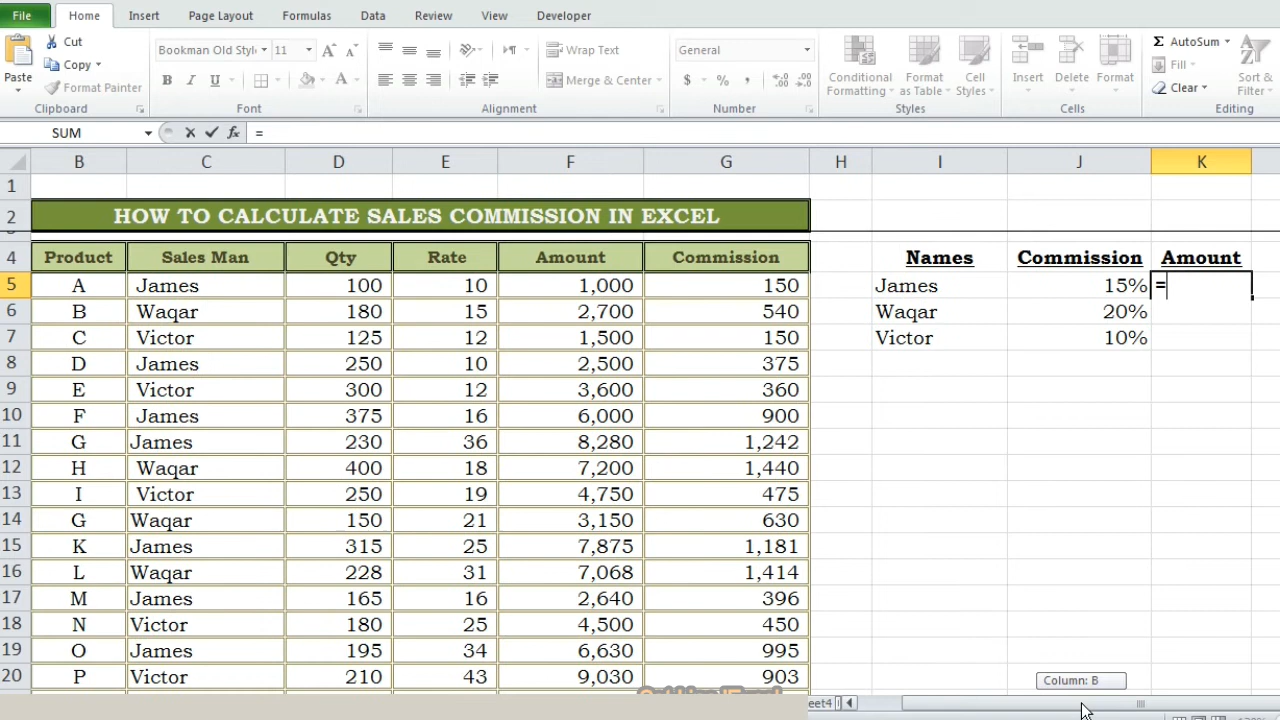 File Home Insert Page Layout Formulas Data Review View Developer
Cut Bookman Old Styl 11 Wrap Text General AutoSum
Copy Fill
Paste Format Painter B I U Merge & Center $ % , Conditional Formatting Format as Table Cell Styles Insert Delete Format Clear Sort & Filter
Clipboard Font Alignment Number Styles Cells Editing
SUM fx =
B C D E F G H I J K
1
2 HOW TO CALCULATE SALES COMMISSION IN EXCEL
4 Product Sales Man Qty Rate Amount Commission Names Commission Amount
5 A James 100 10 1,000 150 James 15% =
6 B Waqar 180 15 2,700 540 Waqar 20%
7 C Victor 125 12 1,500 150 Victor 10%
8 D James 250 10 2,500 375
9 E Victor 300 12 3,600 360
10 F James 375 16 6,000 900
11 G James 230 36 8,280 1,242
12 H Waqar 400 18 7,200 1,440
13 I Victor 250 19 4,750 475
14 G Waqar 150 21 3,150 630
15 K James 315 25 7,875 1,181
16 L Waqar 228 31 7,068 1,414
17 M James 165 16 2,640 396
18 N Victor 180 25 4,500 450
19 O James 195 34 6,630 995
20 P Victor 210 43 9,030 903
Column: B
eet4